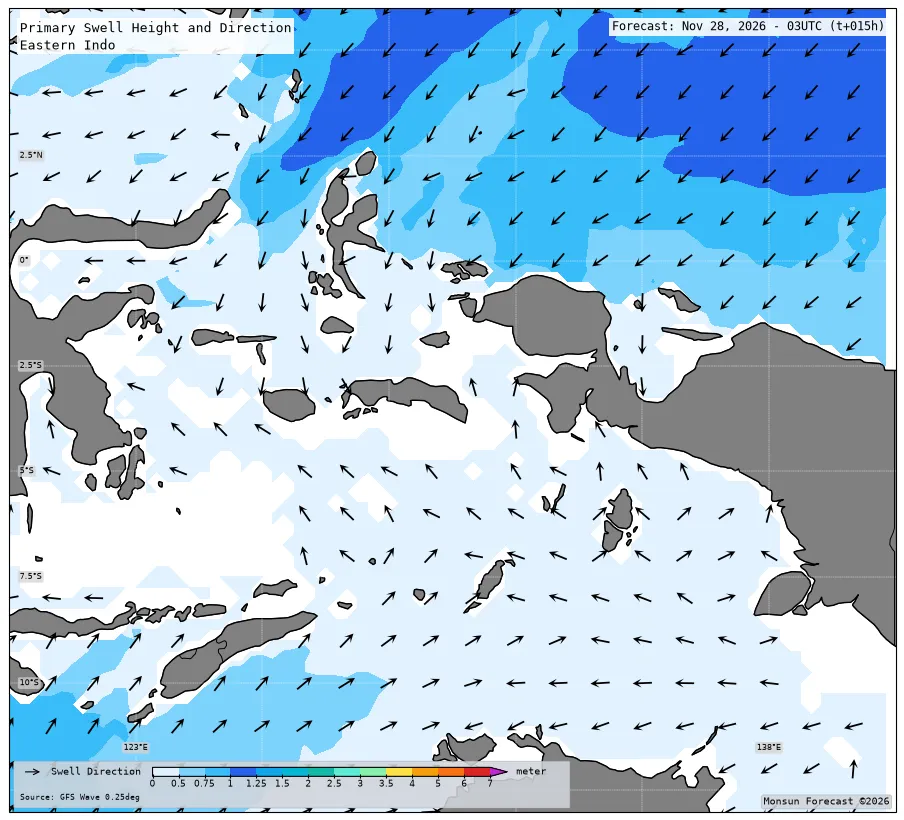 Primary Swell Height and Direction
Eastern Indo
Forecast: Nov 28, 2026 - 03UTC (t+015h)
2.5°N
0°
2.5°S
5°S
7.5°S
10°S
123°E
138°E
Swell Direction
0 0.5 0.75 1 1.25 1.5 2 2.5 3 3.5 4 5 6 7
meter
Source: GFS Wave 0.25deg
Monsun Forecast ©2026